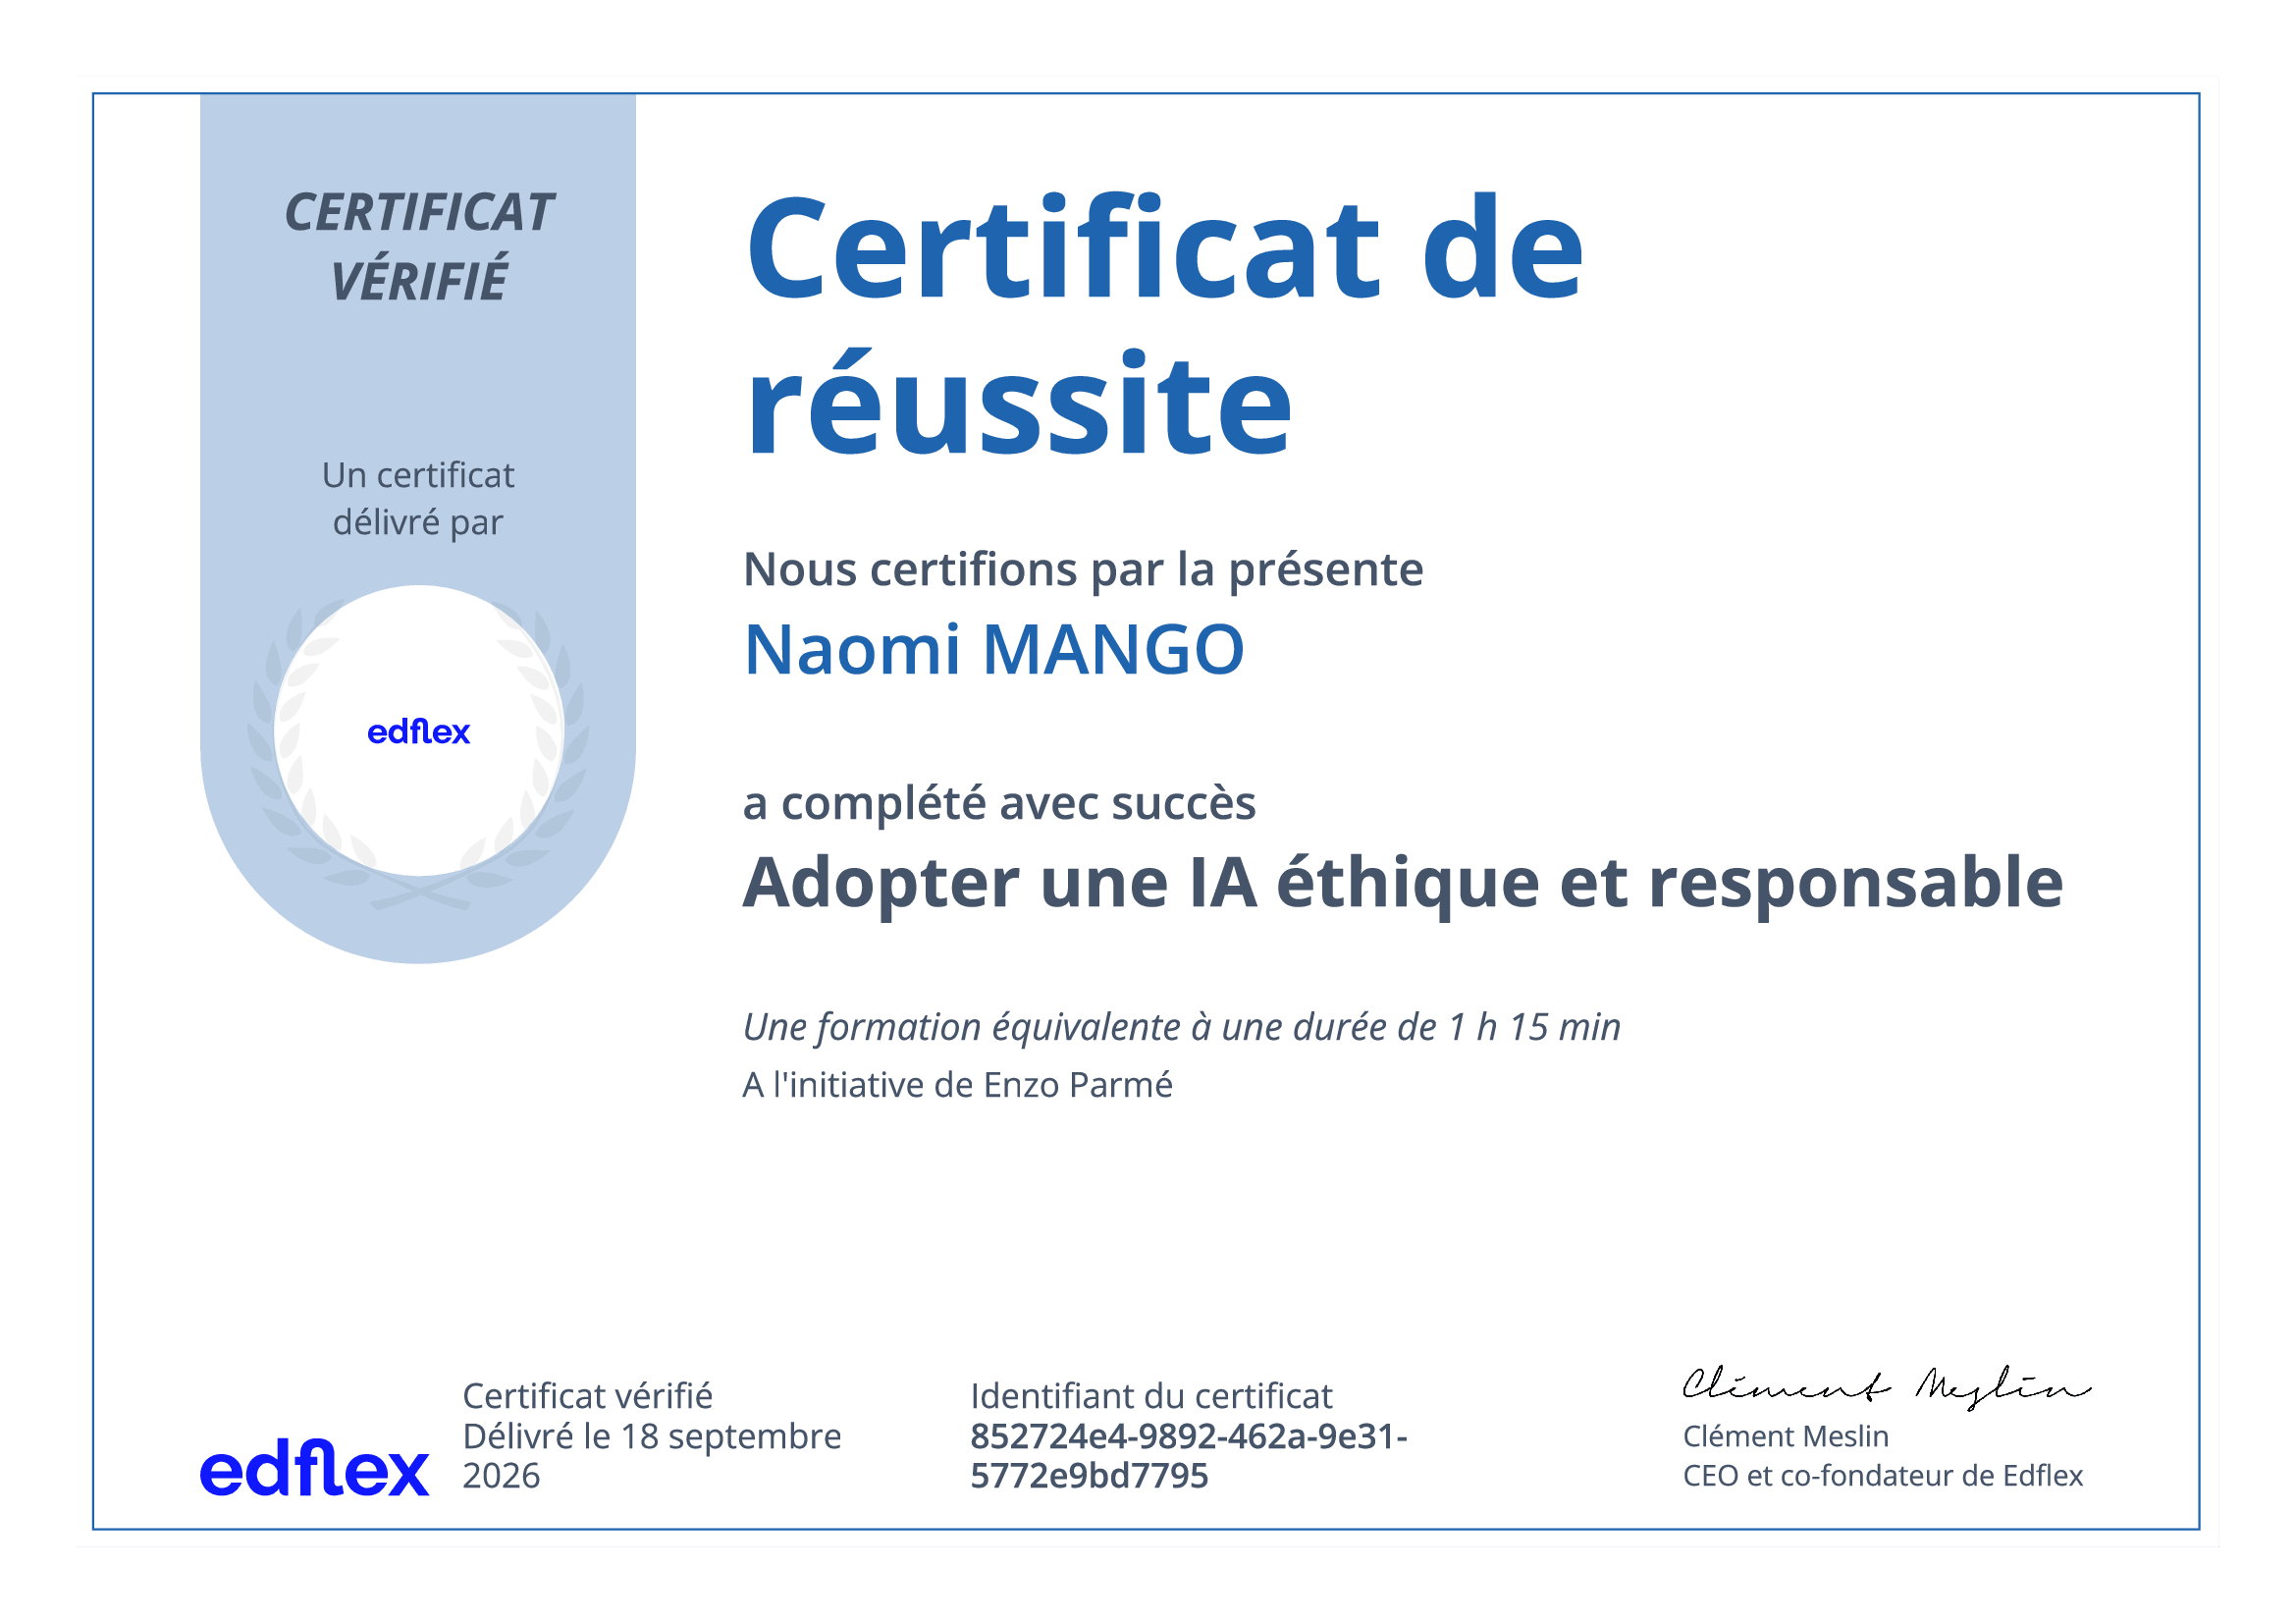 CERTIFICAT
VÉRIFIÉ
Un certificat
délivré par
edflex
Certificat de
réussite
Nous certifions par la présente
Naomi MANGO
a complété avec succès
Adopter une IA éthique et responsable
Une formation équivalente à une durée de 1 h 15 min
A l'initiative de Enzo Parmé
edflex
Certificat vérifié
Délivré le 18 septembre
2026
Identifiant du certificat
852724e4-9892-462a-9e31-
5772e9bd7795
Clément Meslin
Clément Meslin
CEO et co-fondateur de Edflex